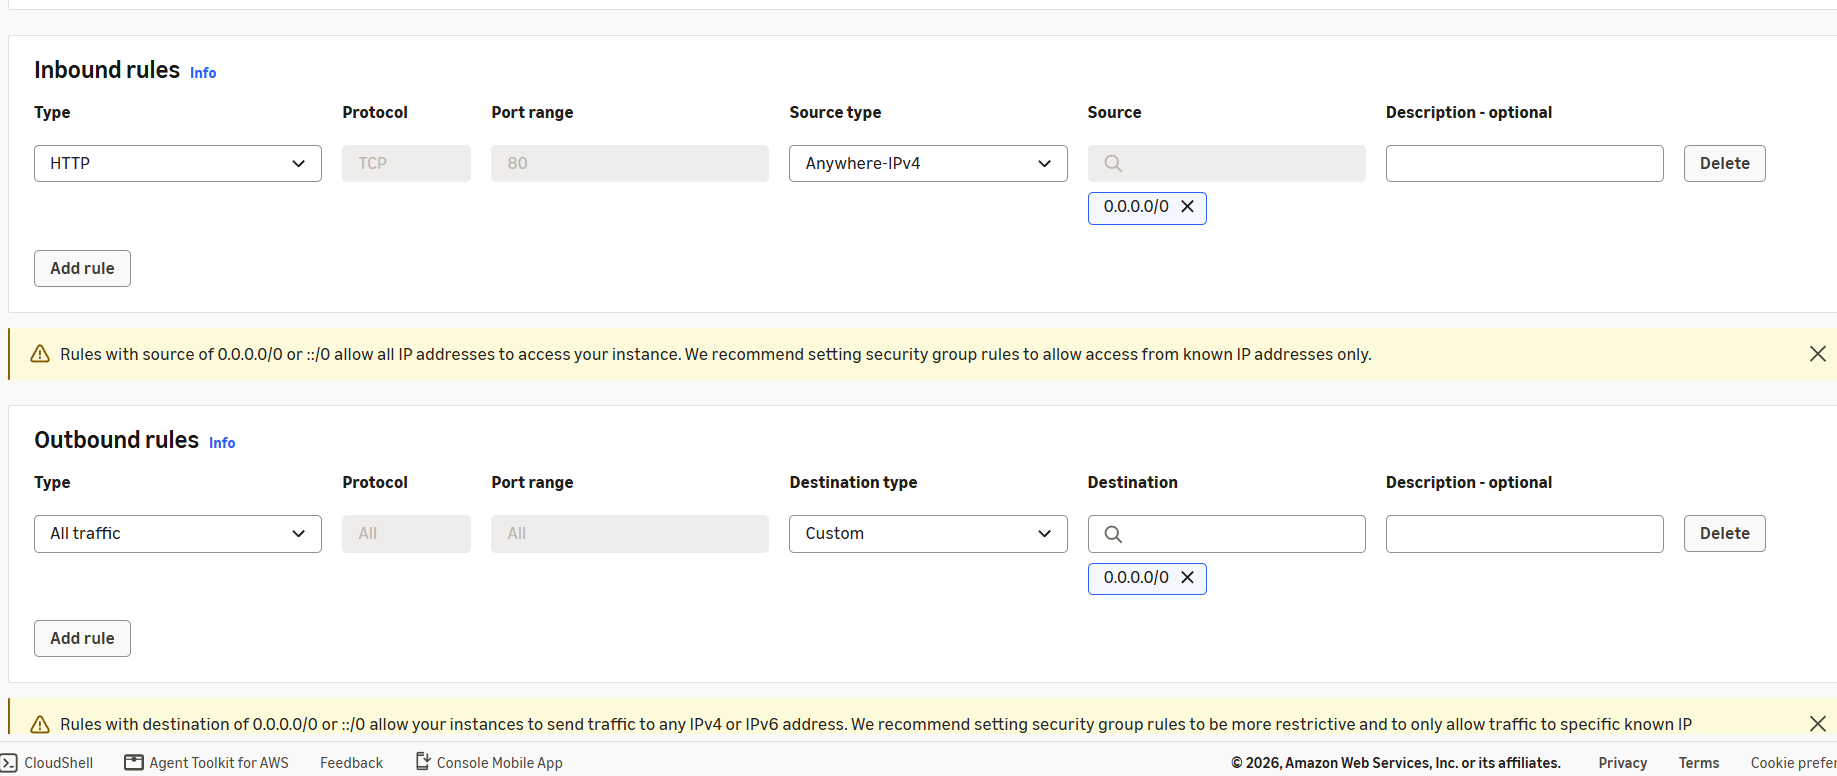 Inbound rules Info
Type Protocol Port range Source type Source Description - optional
HTTP TCP 80 Anywhere-IPv4 Delete
0.0.0.0/0
Add rule
Rules with source of 0.0.0.0/0 or ::/0 allow all IP addresses to access your instance. We recommend setting security group rules to allow access from known IP addresses only.
Outbound rules Info
Type Protocol Port range Destination type Destination Description - optional
All traffic All All Custom Delete
0.0.0.0/0
Add rule
Rules with destination of 0.0.0.0/0 or ::/0 allow your instances to send traffic to any IPv4 or IPv6 address. We recommend setting security group rules to be more restrictive and to only allow traffic to specific known IP
CloudShell Agent Toolkit for AWS Feedback Console Mobile App © 2026, Amazon Web Services, Inc. or its affiliates. Privacy Terms Cookie prefer